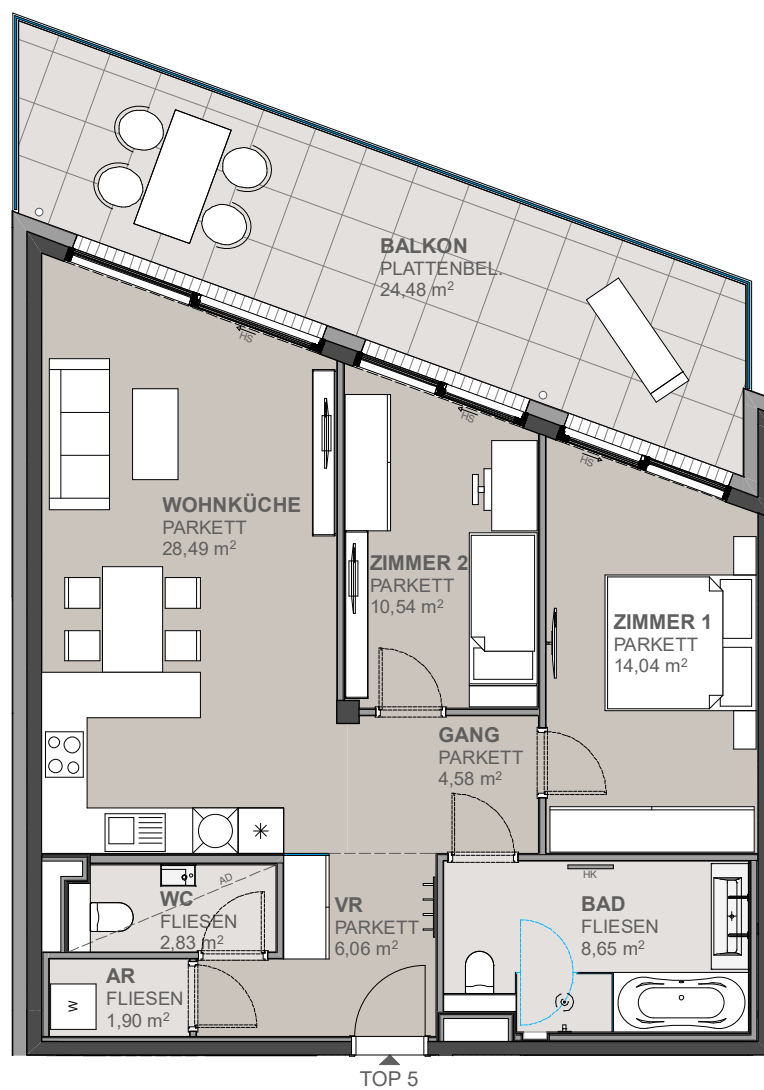 BALKON
PLATTENBEL.
24,48 m²
HS
HS
HS
WOHNKÜCHE
PARKETT
28,49 m²
ZIMMER 2
PARKETT
10,54 m²
ZIMMER 1
PARKETT
14,04 m²
GANG
PARKETT
4,58 m²
HK
AD
WC
FLIESEN
2,83 m²
VR
PARKETT
6,06 m²
BAD
FLIESEN
8,65 m²
AR
FLIESEN
1,90 m²
W
TOP 5